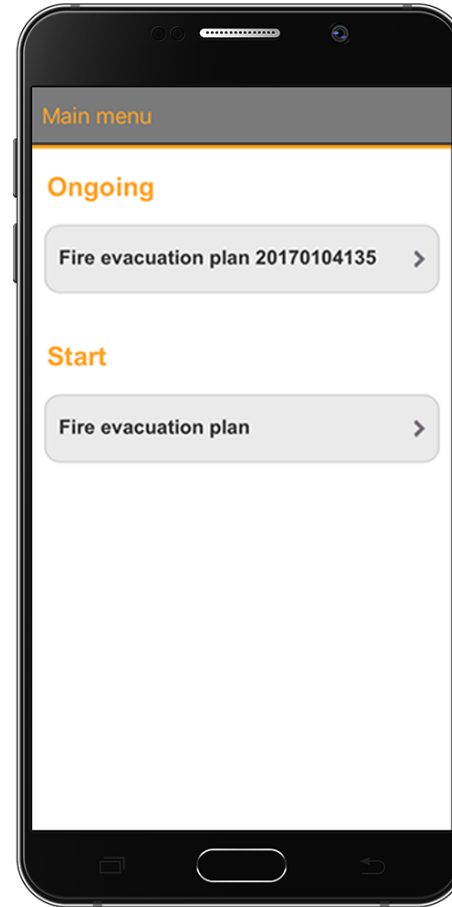 Main menu
Ongoing
Fire evacuation plan 20170104135
Start
Fire evacuation plan